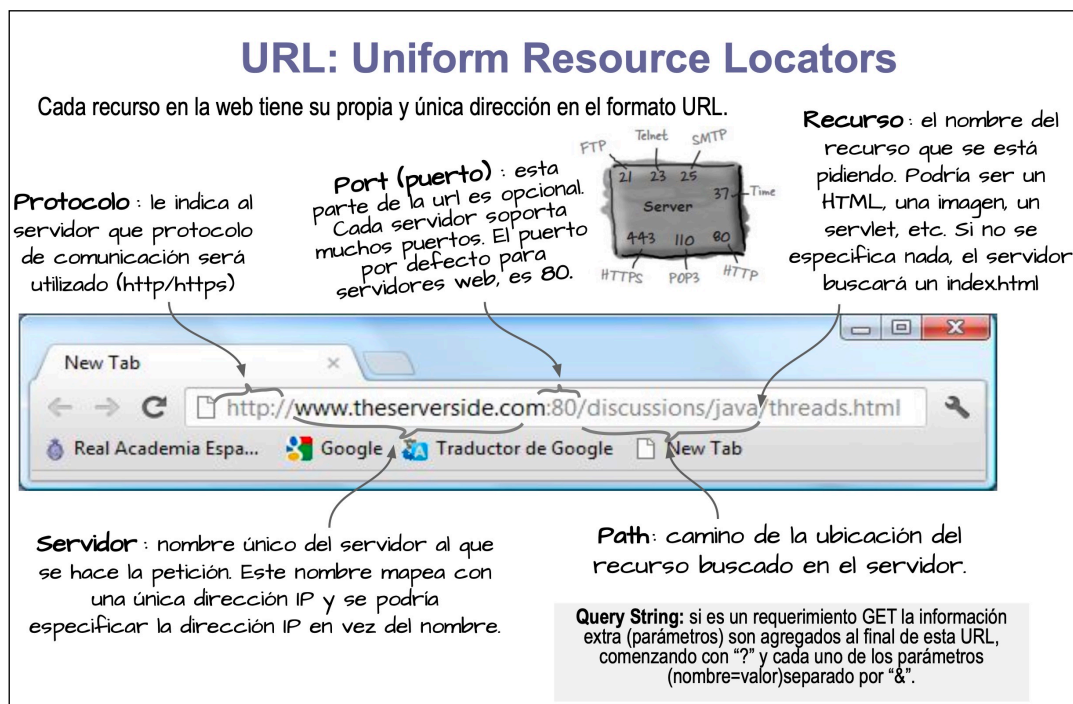 URL: Uniform Resource Locators
Cada recurso en la web tiene su propia y única dirección en el formato URL.
Protocolo : le indica al
servidor que protocolo
de comunicación será
utilizado (http/https)
Port (puerto) : esta
parte de la url es opcional.
Cada servidor soporta
muchos puertos. El puerto
por defecto para
servidores web, es 80.
FTP Telnet SMTP
21 23 25
37 Time
Server
443 110 80
HTTPS POP3 HTTP
Recurso : el nombre del
recurso que se está
pidiendo. Podría ser un
HTML, una imagen, un
servlet, etc. Si no se
especifica nada, el servidor
buscará un index.html
New Tab
http://www.theserverside.com:80/discussions/java/threads.html
Real Academia Espa... Google Traductor de Google New Tab
Servidor : nombre único del servidor al que
se hace la petición. Este nombre mapea con
una única dirección IP y se podría
especificar la dirección IP en vez del nombre.
Path: camino de la ubicación del
recurso buscado en el servidor.
Query String: si es un requerimiento GET la información
extra (parámetros) son agregados al final de esta URL,
comenzando con “?” y cada uno de los parámetros
(nombre=valor)separado por “&”.